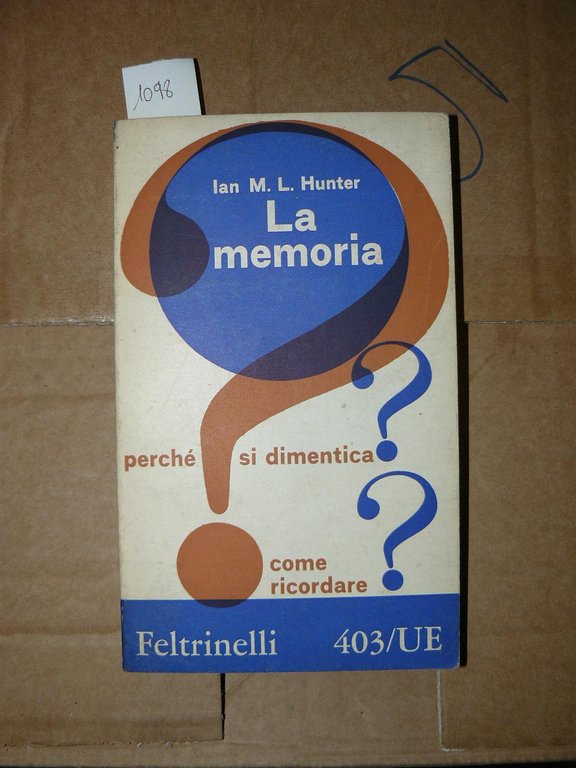 1098
Ian M. L. Hunter
La
memoria
perché si dimentica?
come
ricordare?
Feltrinelli 403/UE